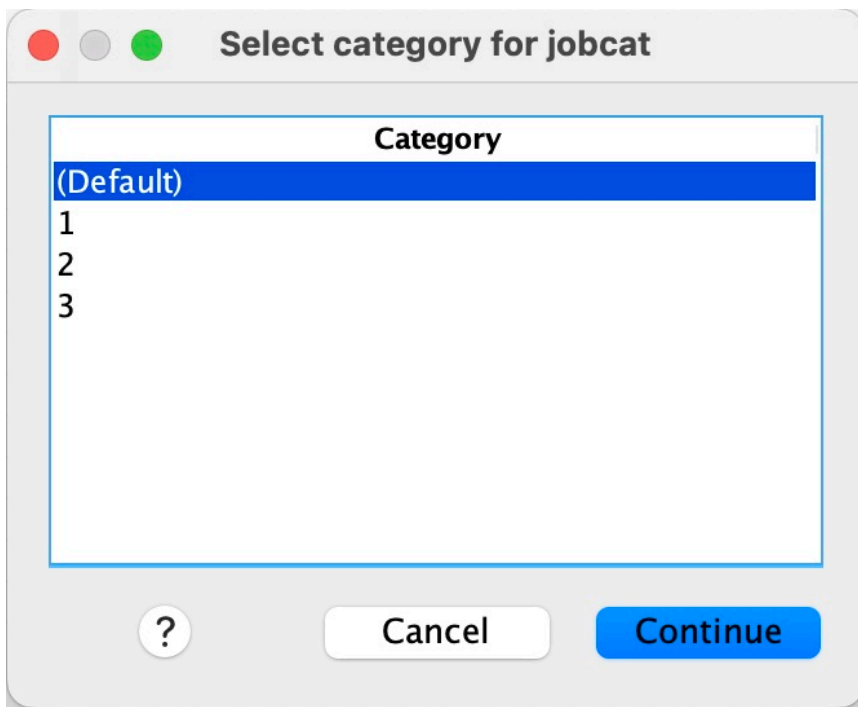 Select category for jobcat
Category
(Default)
1
2
3
? Cancel Continue